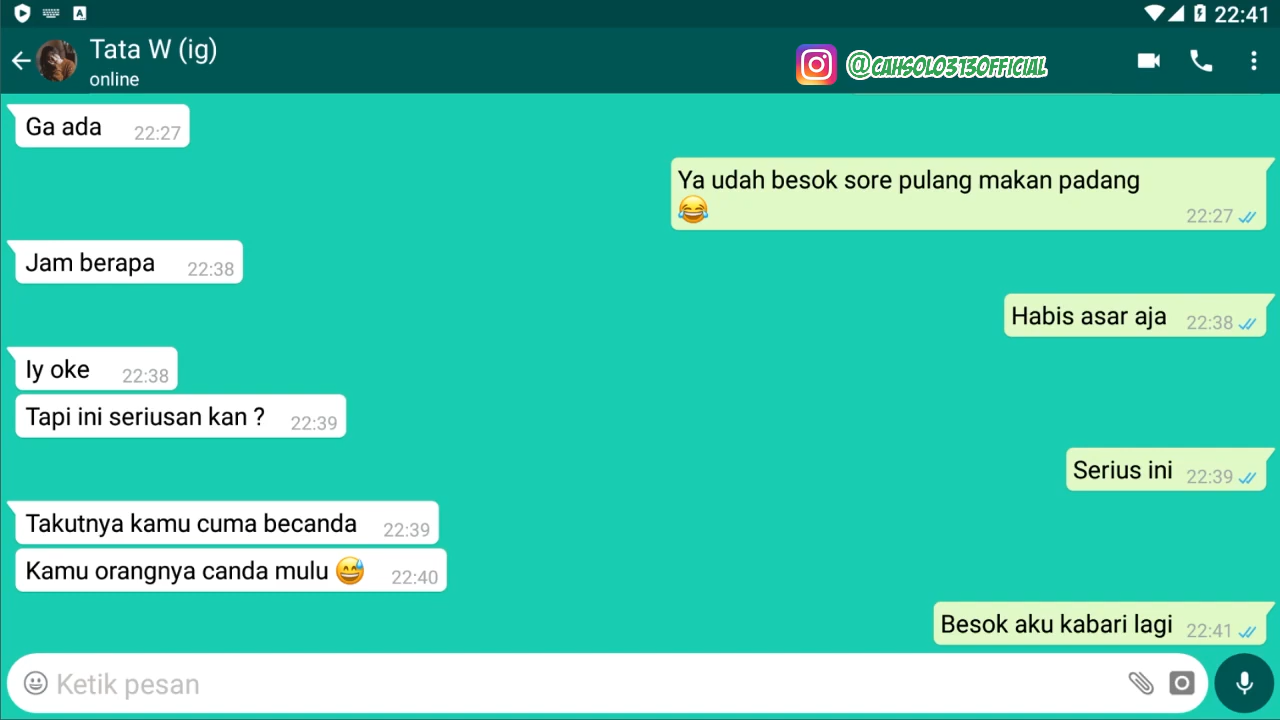 22:41
Tata W (ig)
online
@CAHSOLO313OFFICIAL
Ga ada 22:27
Ya udah besok sore pulang makan padang
😂 22:27
Jam berapa 22:38
Habis asar aja 22:38
Iy oke 22:38
Tapi ini seriusan kan ? 22:39
Serius ini 22:39
Takutnya kamu cuma becanda 22:39
Kamu orangnya canda mulu 😅 22:40
Besok aku kabari lagi 22:41
Ketik pesan